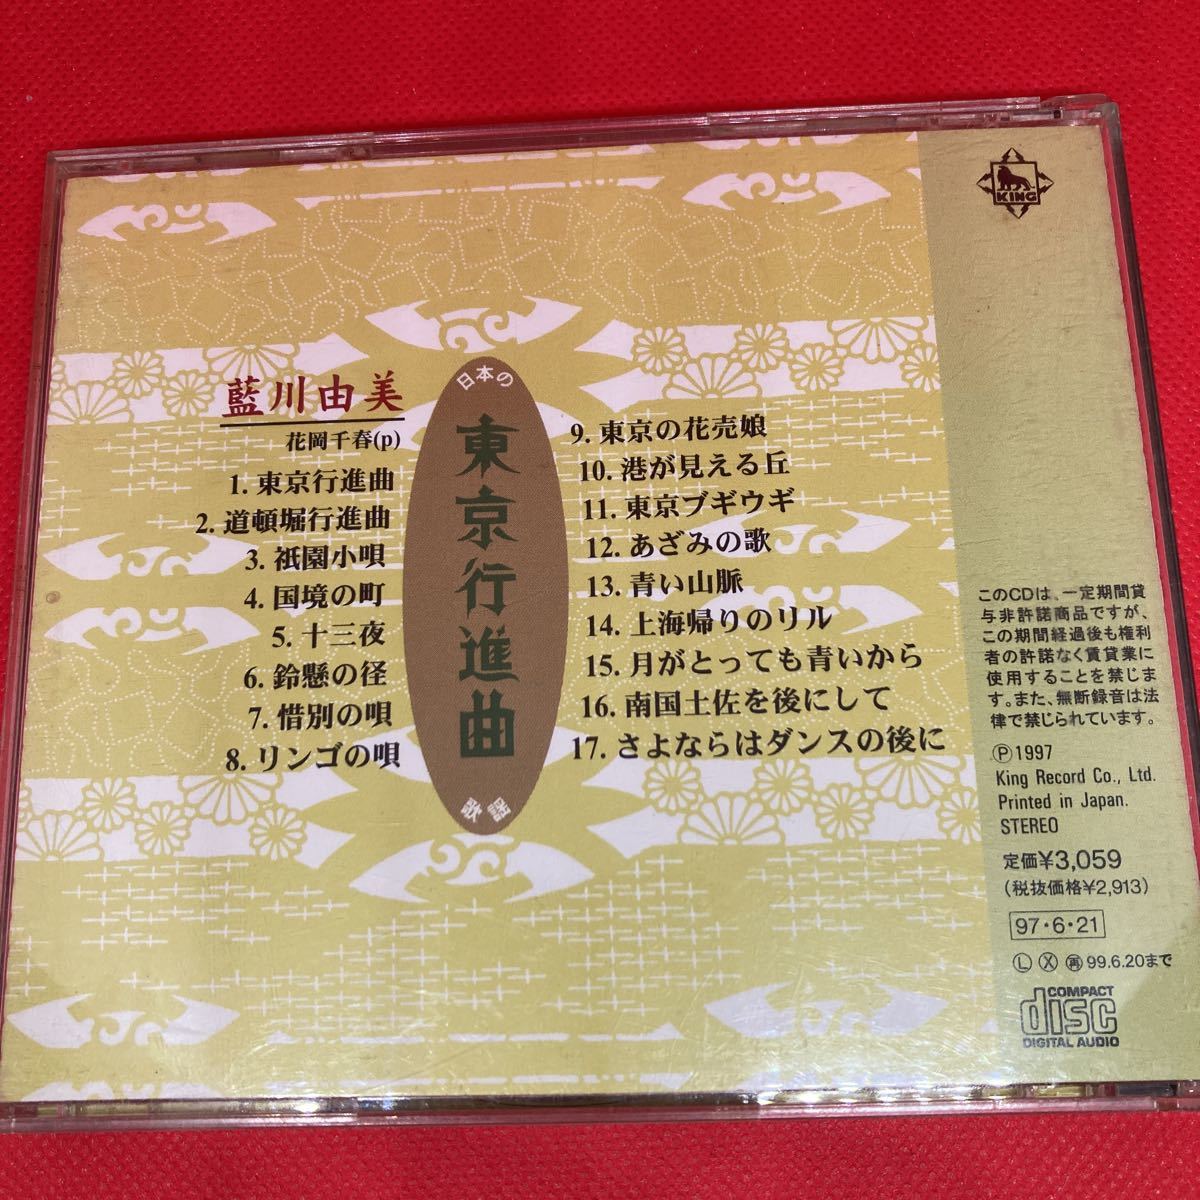 藍川由美
花岡千春(p)
1. 東京行進曲
2. 道頓堀行進曲
3. 祇園小唄
4. 国境の町
5. 十三夜
6. 鈴懸の径
7. 惜別の唄
8. リンゴの唄
日本の
東京行進曲
歌謡
9. 東京の花売娘
10. 港が見える丘
11. 東京ブギウギ
12. あざみの歌
13. 青い山脈
14. 上海帰りのリル
15. 月がとっても青いから
16. 南国土佐を後にして
17. さよならはダンスの後に
KING
このCDは、一定期間貸
与非許諾商品ですが、
この期間経過後も権利
者の許諾なく賃貸業に
使用することを禁じま
す。また、無断録音は法
律で禁じられています。
Ⓟ1997
King Record Co., Ltd.
Printed in Japan.
STEREO
定価¥3,059
(税抜価格¥2,913)
97・6・21
Ⓛ Ⓧ 再 99.6.20まで
COMPACT
disc
DIGITAL AUDIO